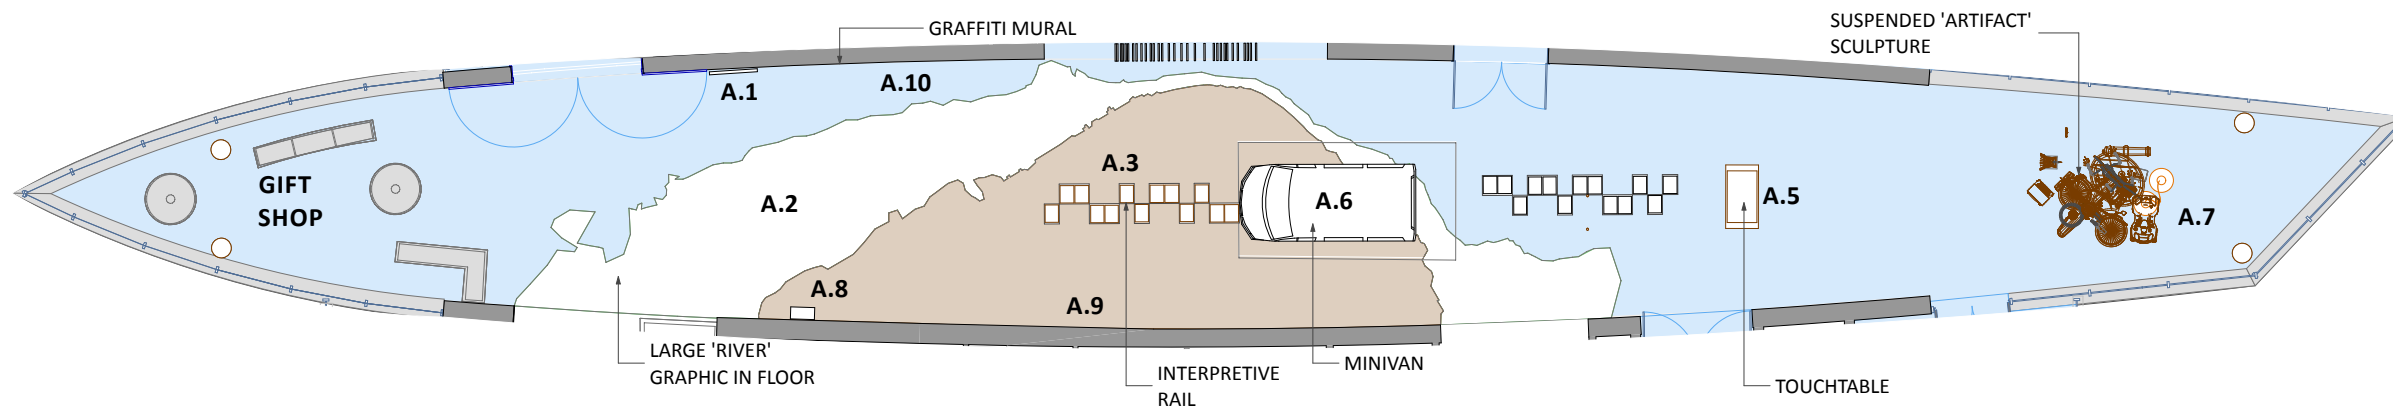 GRAFFITI MURAL
SUSPENDED 'ARTIFACT'
SCULPTURE
A.1
A.10
A.3
GIFT
SHOP
A.2
A.6
A.5
A.7
A.8
A.9
LARGE 'RIVER'
GRAPHIC IN FLOOR
INTERPRETIVE
RAIL
MINIVAN
TOUCHTABLE